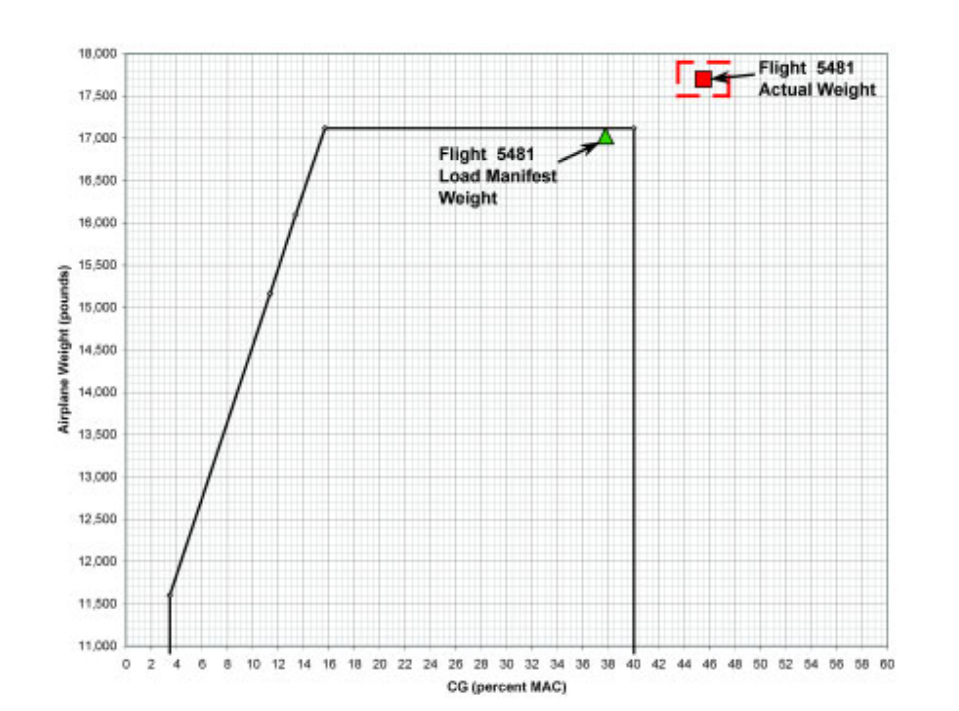 18,000
17,500
17,000
16,500
16,000
15,500
15,000
14,500
14,000
13,500
13,000
12,500
12,000
11,500
11,000
Airplane Weight (pounds)
Flight 5481
Actual Weight
Flight 5481
Load Manifest
Weight
0 2 4 6 8 10 12 14 16 18 20 22 24 26 28 30 32 34 36 38 40 42 44 46 48 50 52 54 56 58 60
CG (percent MAC)